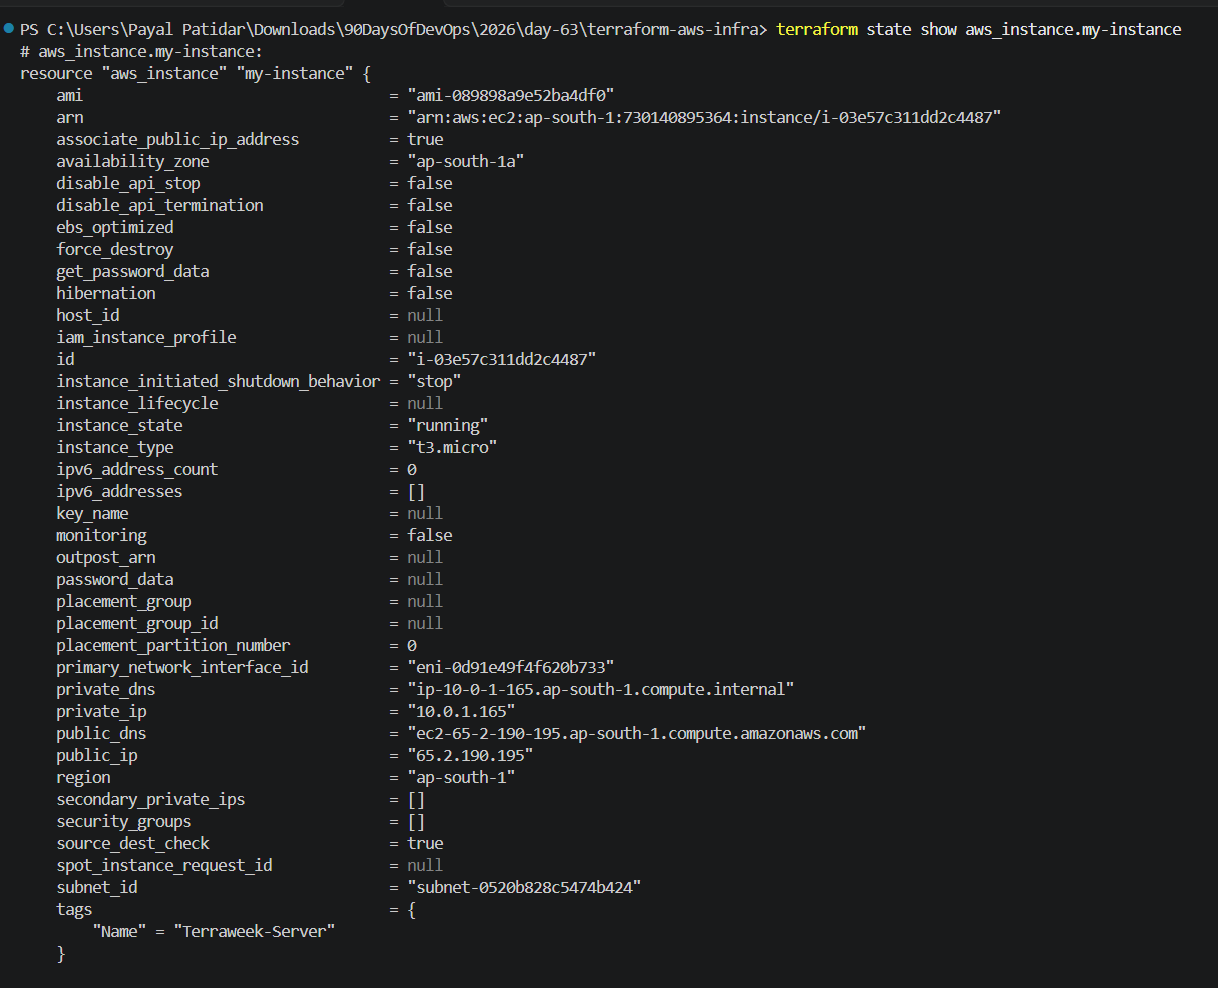 PS C:\Users\Payal Patidar\Downloads\90DaysOfDevOps\2026\day-63\terraform-aws-infra> terraform state show aws_instance.my-instance
# aws_instance.my-instance:
resource "aws_instance" "my-instance" {
    ami                                  = "ami-089898a9e52ba4df0"
    arn                                  = "arn:aws:ec2:ap-south-1:730140895364:instance/i-03e57c311dd2c4487"
    associate_public_ip_address          = true
    availability_zone                    = "ap-south-1a"
    disable_api_stop                     = false
    disable_api_termination              = false
    ebs_optimized                        = false
    force_destroy                        = false
    get_password_data                    = false
    hibernation                          = false
    host_id                              = null
    iam_instance_profile                 = null
    id                                   = "i-03e57c311dd2c4487"
    instance_initiated_shutdown_behavior = "stop"
    instance_lifecycle                   = null
    instance_state                       = "running"
    instance_type                        = "t3.micro"
    ipv6_address_count                   = 0
    ipv6_addresses                       = []
    key_name                             = null
    monitoring                           = false
    outpost_arn                          = null
    password_data                        = null
    placement_group                      = null
    placement_group_id                   = null
    placement_partition_number           = 0
    primary_network_interface_id         = "eni-0d91e49f4f620b733"
    private_dns                          = "ip-10-0-1-165.ap-south-1.compute.internal"
    private_ip                           = "10.0.1.165"
    public_dns                           = "ec2-65-2-190-195.ap-south-1.compute.amazonaws.com"
    public_ip                            = "65.2.190.195"
    region                               = "ap-south-1"
    secondary_private_ips                = []
    security_groups                      = []
    source_dest_check                    = true
    spot_instance_request_id             = null
    subnet_id                            = "subnet-0520b828c5474b424"
    tags                                 = {
        "Name" = "Terraweek-Server"
    }